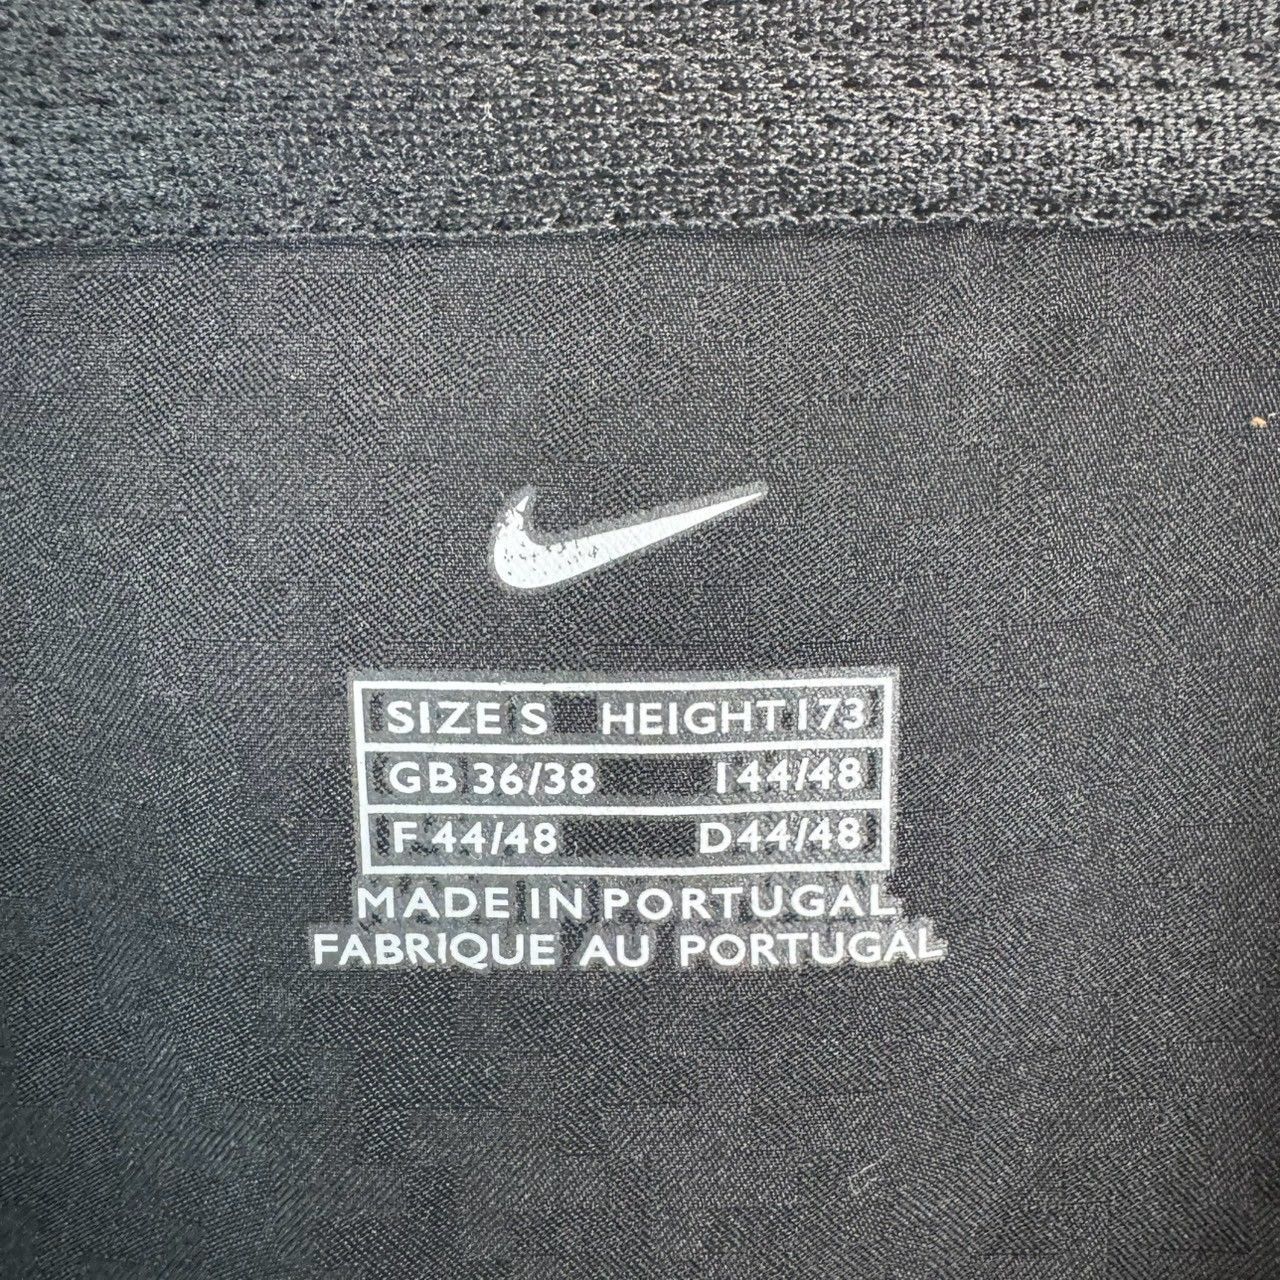 SIZE S HEIGHT 173
GB 36/38 I 44/48
F 44/48 D 44/48
MADE IN PORTUGAL
FABRIQUE AU PORTUGAL